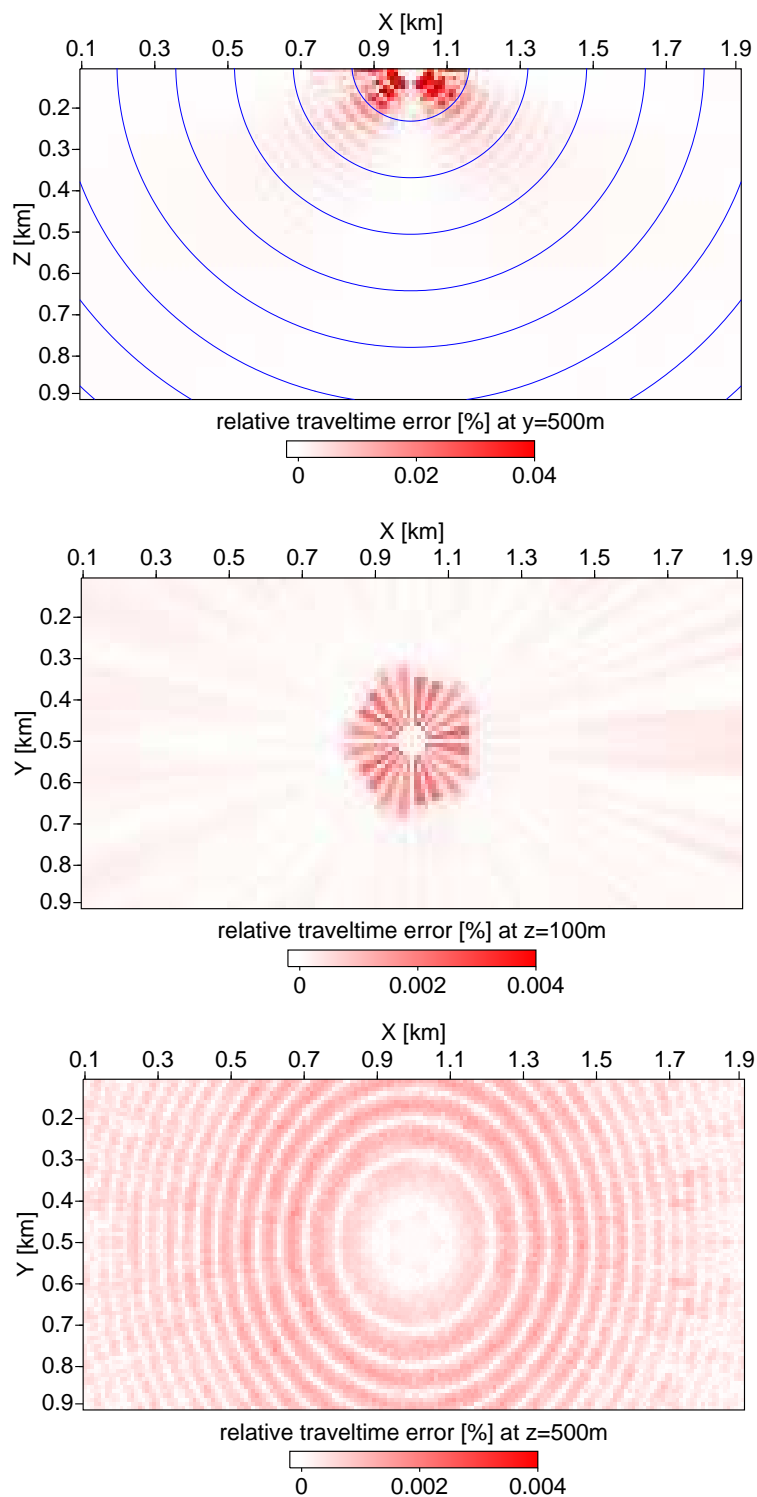 X [km]
0.1 0.3 0.5 0.7 0.9 1.1 1.3 1.5 1.7 1.9
Z [km]
0.2
0.3
0.4
0.5
0.6
0.7
0.8
0.9
relative traveltime error [%] at y=500m
0 0.02 0.04
X [km]
0.1 0.3 0.5 0.7 0.9 1.1 1.3 1.5 1.7 1.9
Y [km]
0.2
0.3
0.4
0.5
0.6
0.7
0.8
0.9
relative traveltime error [%] at z=100m
0 0.002 0.004
X [km]
0.1 0.3 0.5 0.7 0.9 1.1 1.3 1.5 1.7 1.9
Y [km]
0.2
0.3
0.4
0.5
0.6
0.7
0.8
0.9
relative traveltime error [%] at z=500m
0 0.002 0.004